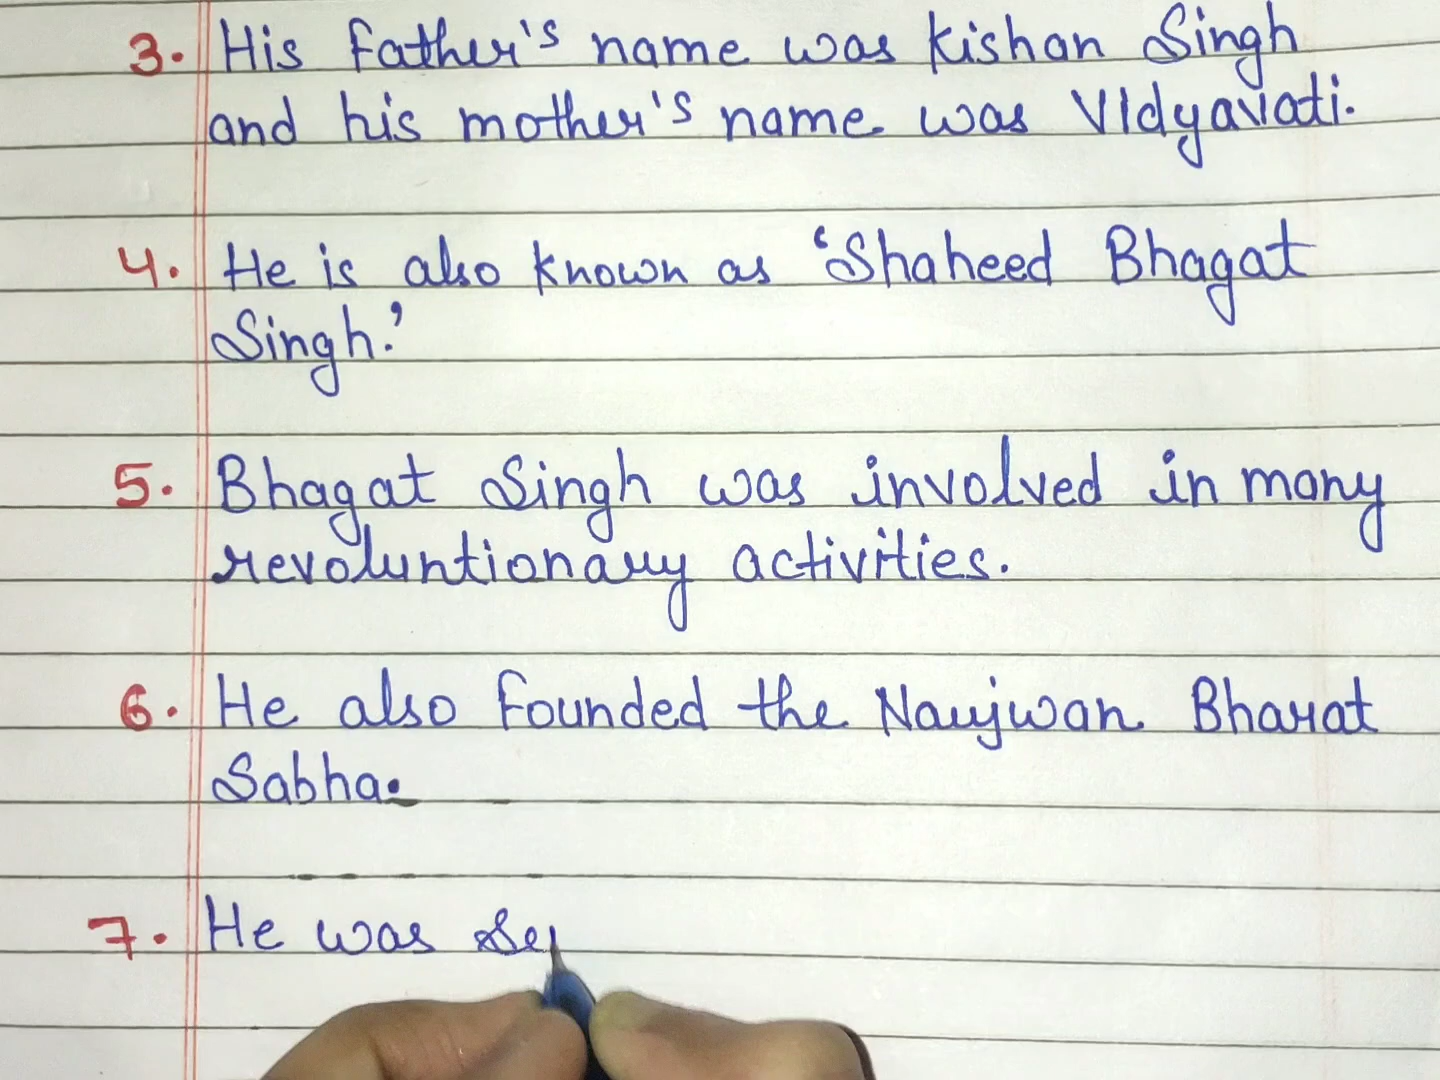 3. His Father's name was Kishan Singh
and his mother's name was Vidyavati.
4. He is also known as 'Shaheed Bhagat
Singh.'
5. Bhagat Singh was involved in many
revoluntionary activities.
6. He also founded the Naujwan Bharat
Sabha.
7. He was Se